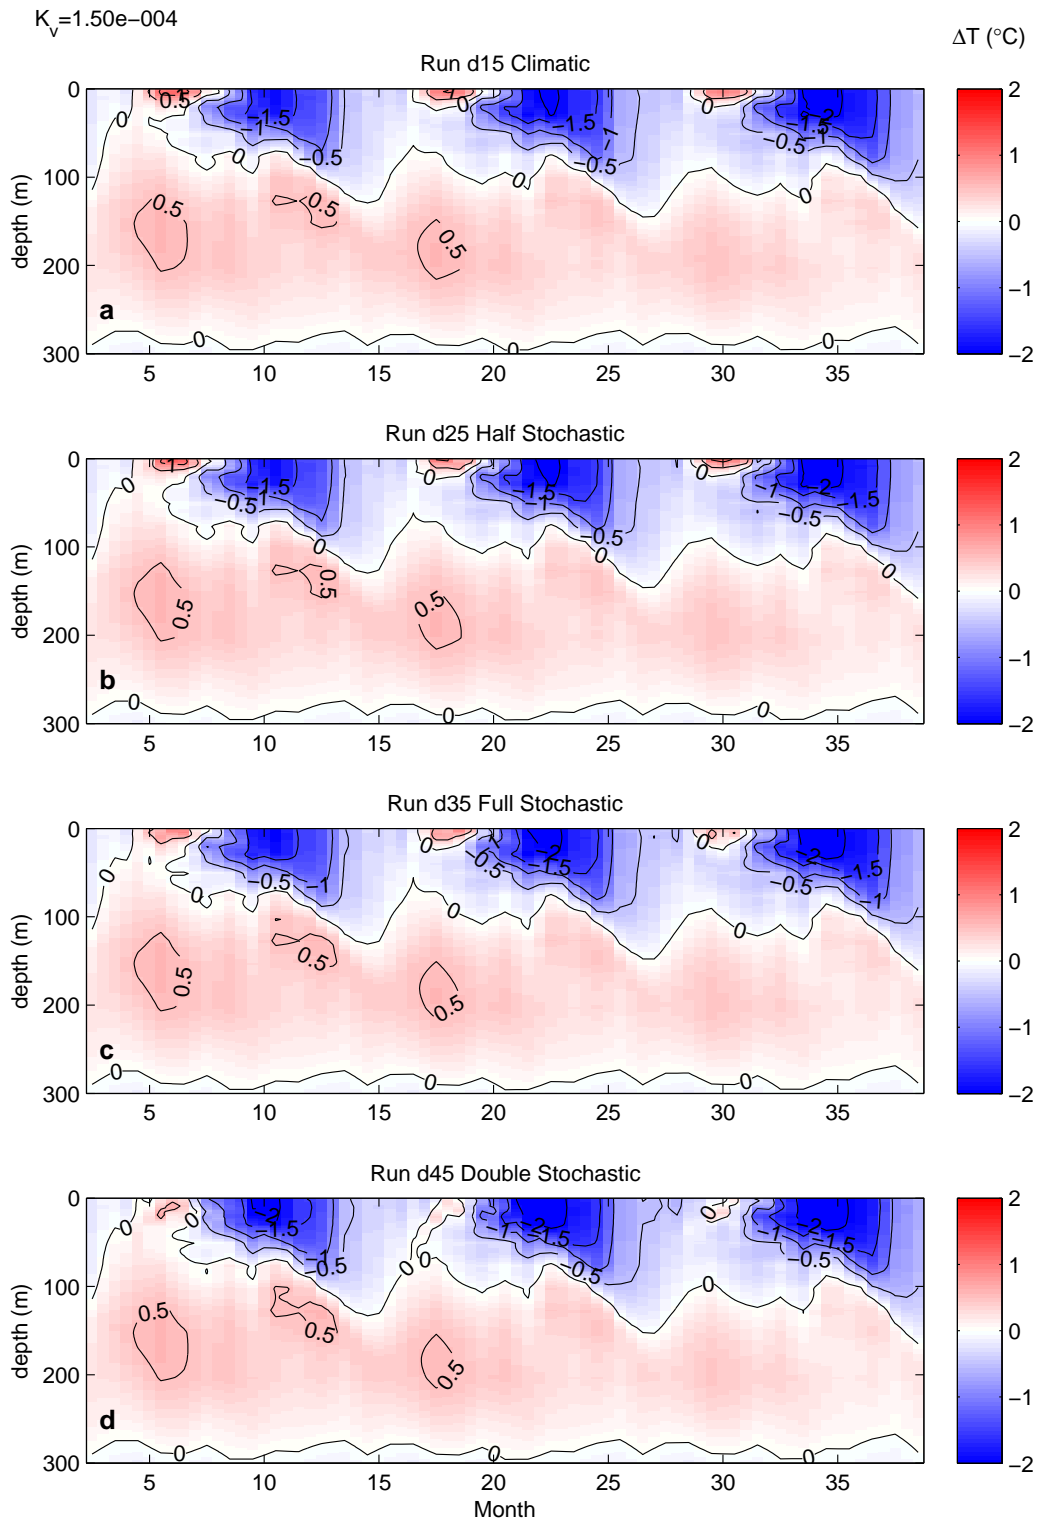 K_v=1.50e−004
ΔT (°C)
Run d15 Climatic
0
100
200
300
depth (m)
5 10 15 20 25 30 35
2
1
0
−1
−2
0 0.5 1 −1.5 −1 −0.5 0 0.5 0.5 0
1 0 −1.5 −1 −0.5 0 0.5 0
0 −1.5 −1 −0.5 0 0
a
Run d25 Half Stochastic
0
100
200
300
depth (m)
5 10 15 20 25 30 35
2
1
0
−1
−2
0 1 −1.5 −0.5 0 0.5 0.5 0
0 −1.5 −1 −0.5 0 0.5 0
0 −1 −2 −1.5 −0.5 0 0
b
Run d35 Full Stochastic
0
100
200
300
depth (m)
5 10 15 20 25 30 35
2
1
0
−1
−2
0 0 −0.5 −1 0.5 0.5 0
0 −1 −0.5 −2 −1.5 0 0.5 0
0 −2 −1.5 −0.5 −1 0 0
c
Run d45 Double Stochastic
0
100
200
300
depth (m)
5 10 15 20 25 30 35
Month
2
1
0
−1
−2
0 0 −2 −1.5 −1 −0.5 0.5 0.5 0
0 0 −1 −2 −1.5 −0.5 0.5 0
0 −1 −2 −1.5 −0.5 0 0
d